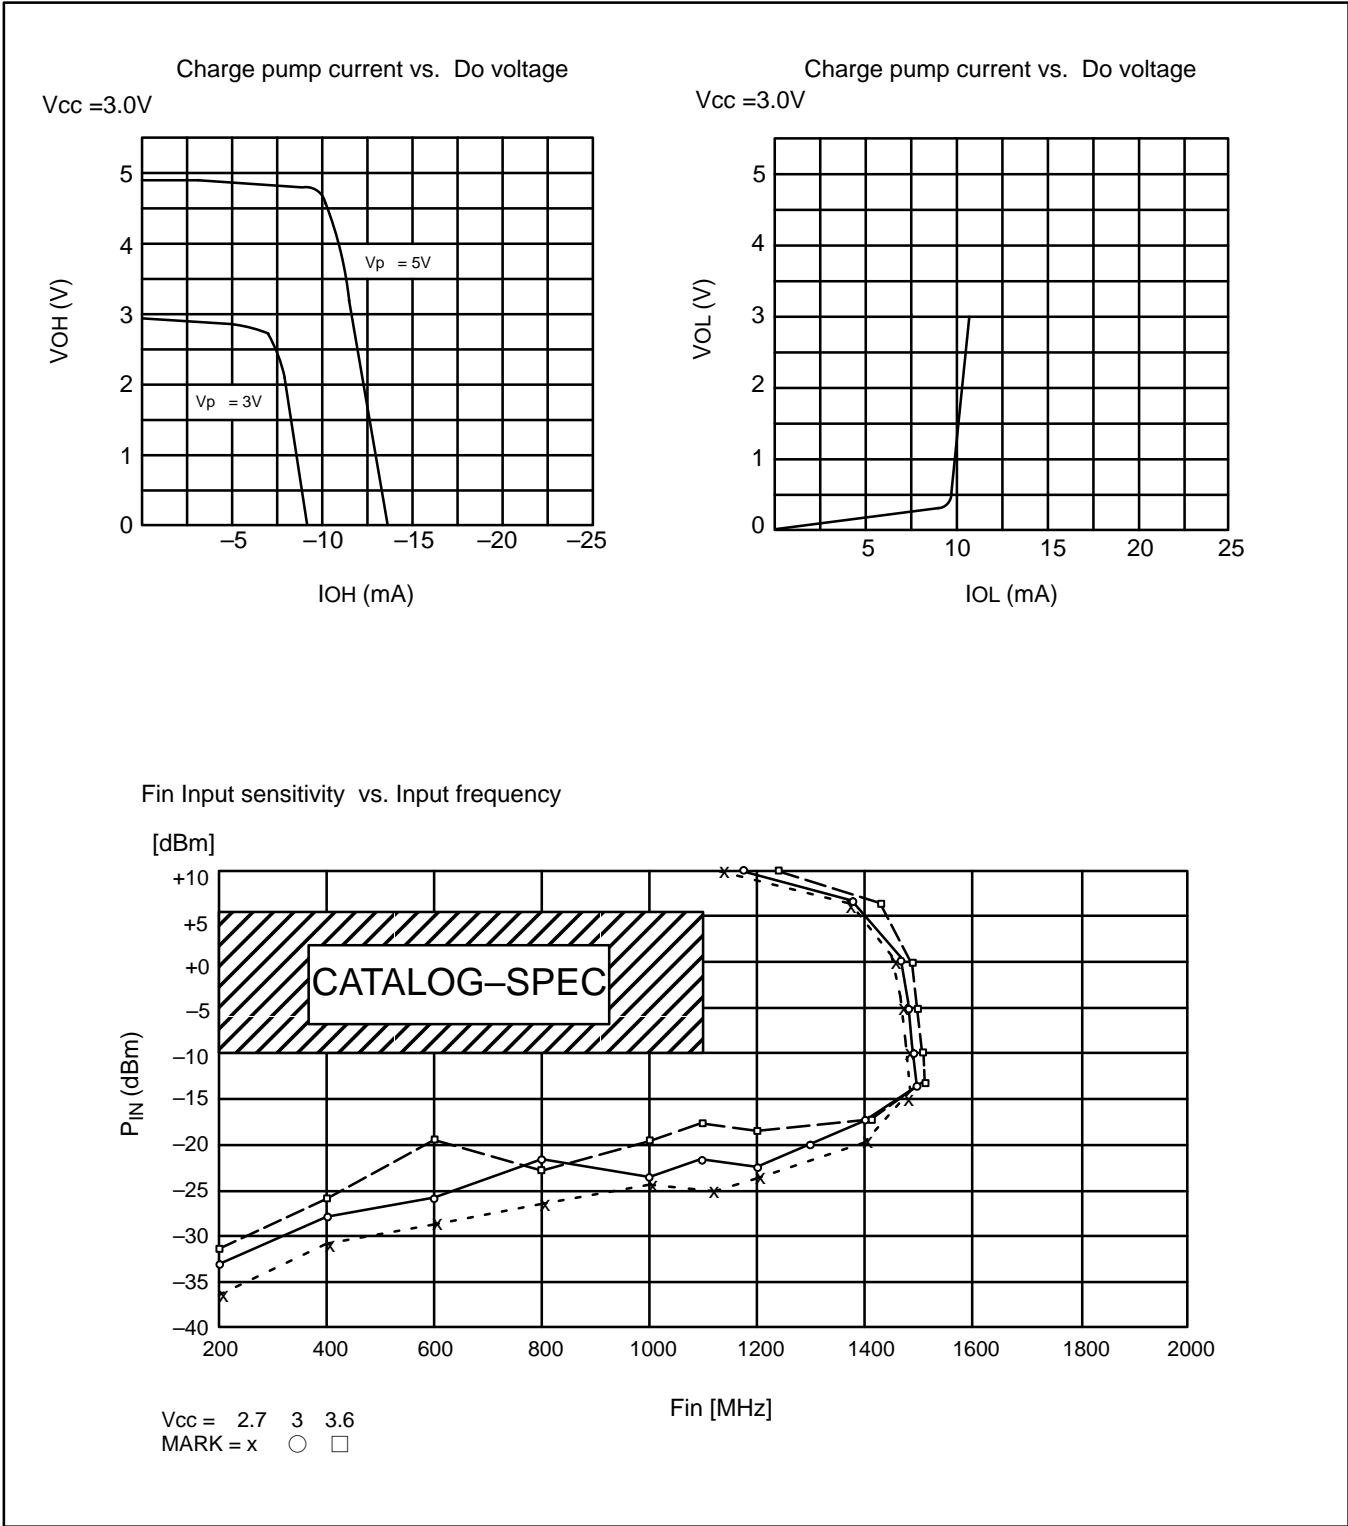 Charge pump current vs. Do voltage
Vcc =3.0V
5
4
3
2
1
0
VOH (V)
Vp = 5V
Vp = 3V
–5 –10 –15 –20 –25
IOH (mA)
Charge pump current vs. Do voltage
Vcc =3.0V
5
4
3
2
1
0
VOL (V)
5 10 15 20 25
IOL (mA)
Fin Input sensitivity vs. Input frequency
[dBm]
+10
+5
+0
–5
–10
–15
–20
–25
–30
–35
–40
PIN (dBm)
CATALOG–SPEC
200 400 600 800 1000 1200 1400 1600 1800 2000
Fin [MHz]
Vcc = 2.7 3 3.6
MARK = x ○ □